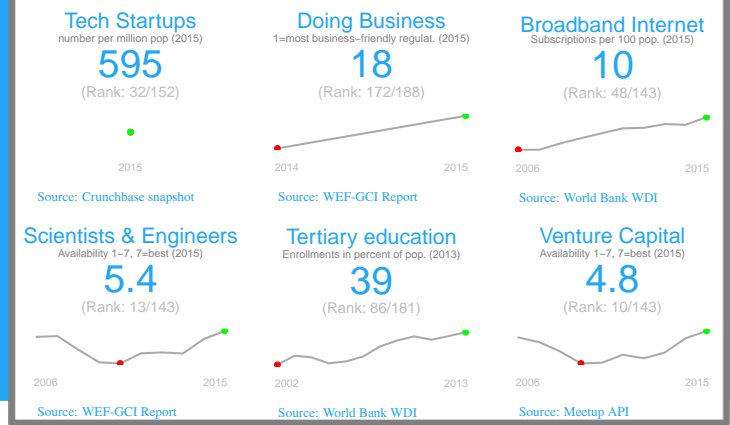 Tech Startups
number per million pop (2015)
595
(Rank: 32/152)
2015
Source: Crunchbase snapshot
Doing Business
1=most business−friendly regulat. (2015)
18
(Rank: 172/188)
2014 2015
Source: WEF-GCI Report
Broadband Internet
Subscriptions per 100 pop. (2015)
10
(Rank: 48/143)
2006 2015
Source: World Bank WDI
Scientists & Engineers
Availability 1−7, 7=best (2015)
5.4
(Rank: 13/143)
2006 2015
Source: WEF-GCI Report
Tertiary education
Enrollments in percent of pop. (2013)
39
(Rank: 86/181)
2002 2013
Source: World Bank WDI
Venture Capital
Availability 1−7, 7=best (2015)
4.8
(Rank: 10/143)
2006 2015
Source: Meetup API